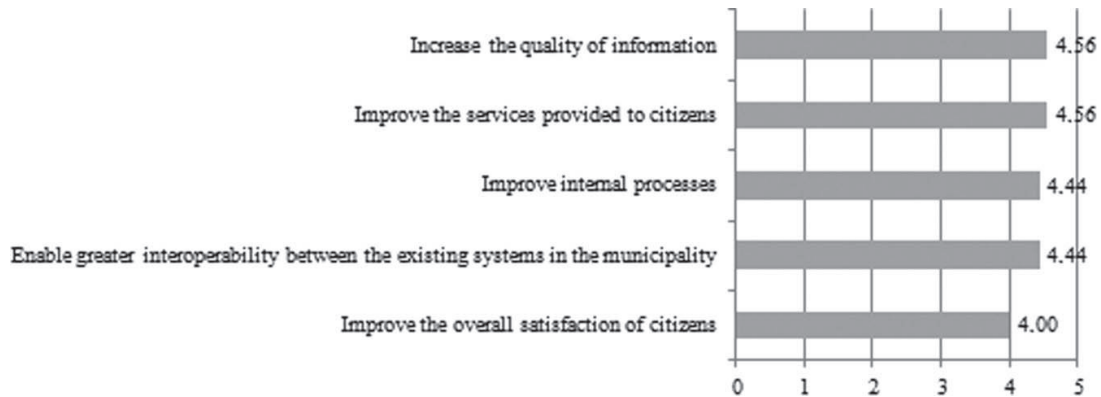 Increase the quality of information 4.56
Improve the services provided to citizens 4.56
Improve internal processes 4.44
Enable greater interoperability between the existing systems in the municipality 4.44
Improve the overall satisfaction of citizens 4.00
0 1 2 3 4 5